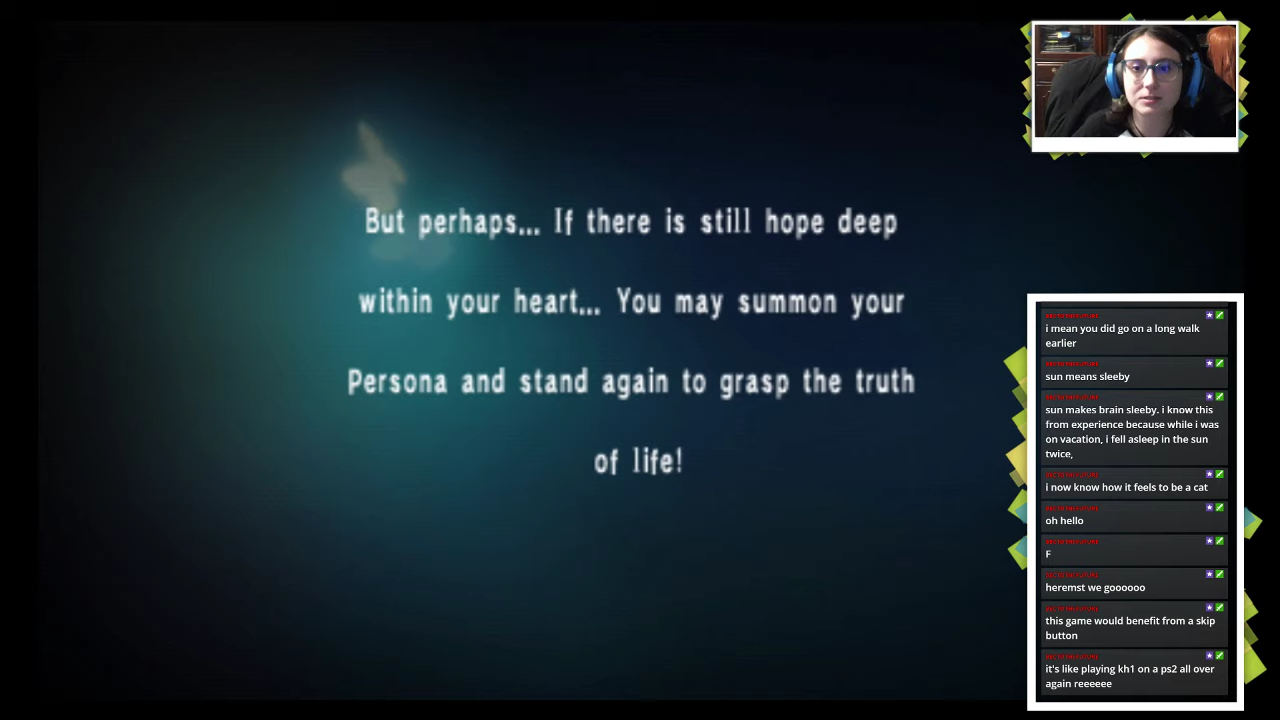 But perhaps... If there is still hope deep
within your heart... You may summon your
Persona and stand again to grasp the truth
of life!
i mean you did go on a long walk
earlier
sun means sleeby
sun makes brain sleeby. i know this
from experience because while i was
on vacation, i fell asleep in the sun
twice,
i now know how it feels to be a cat
oh hello
F
heremst we goooooo
this game would benefit from a skip
button
it's like playing kh1 on a ps2 all over
again reeeeee